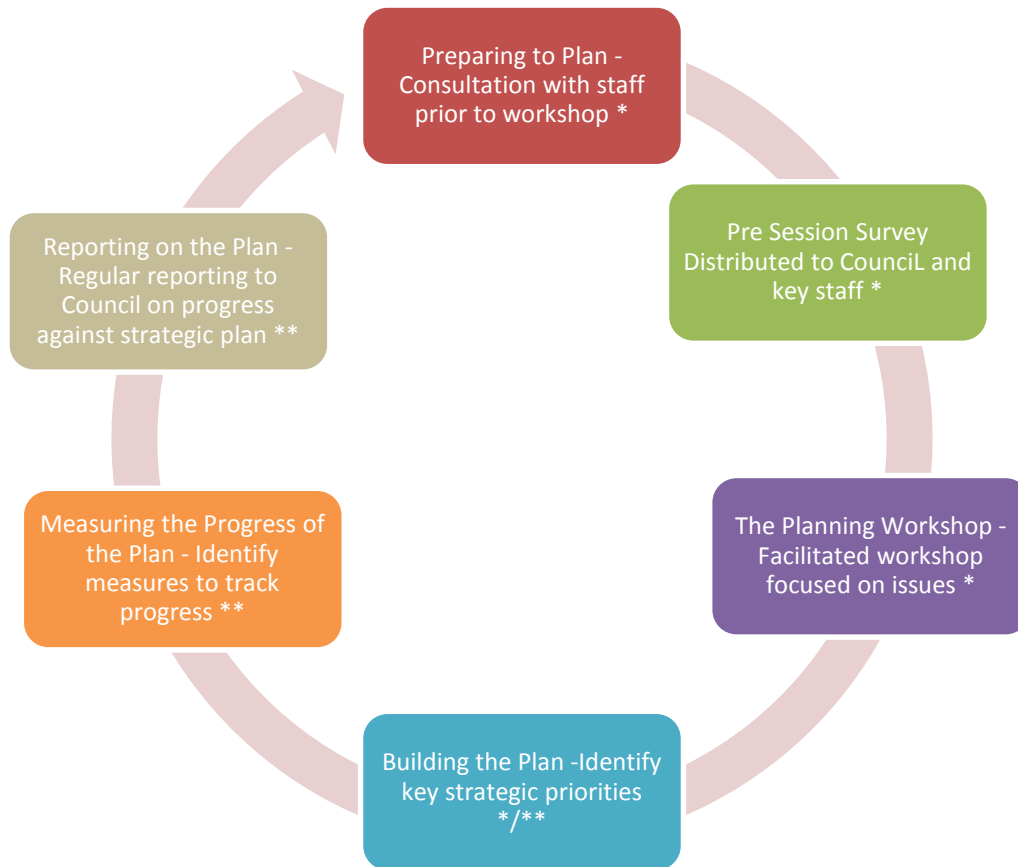 Preparing to Plan -
Consultation with staff
prior to workshop *
Pre Session Survey
Distributed to CounciL and
key staff *
The Planning Workshop -
Facilitated workshop
focused on issues *
Building the Plan -Identify
key strategic priorities
*/**
Measuring the Progress of
the Plan - Identify
measures to track
progress **
Reporting on the Plan -
Regular reporting to
Council on progress
against strategic plan **